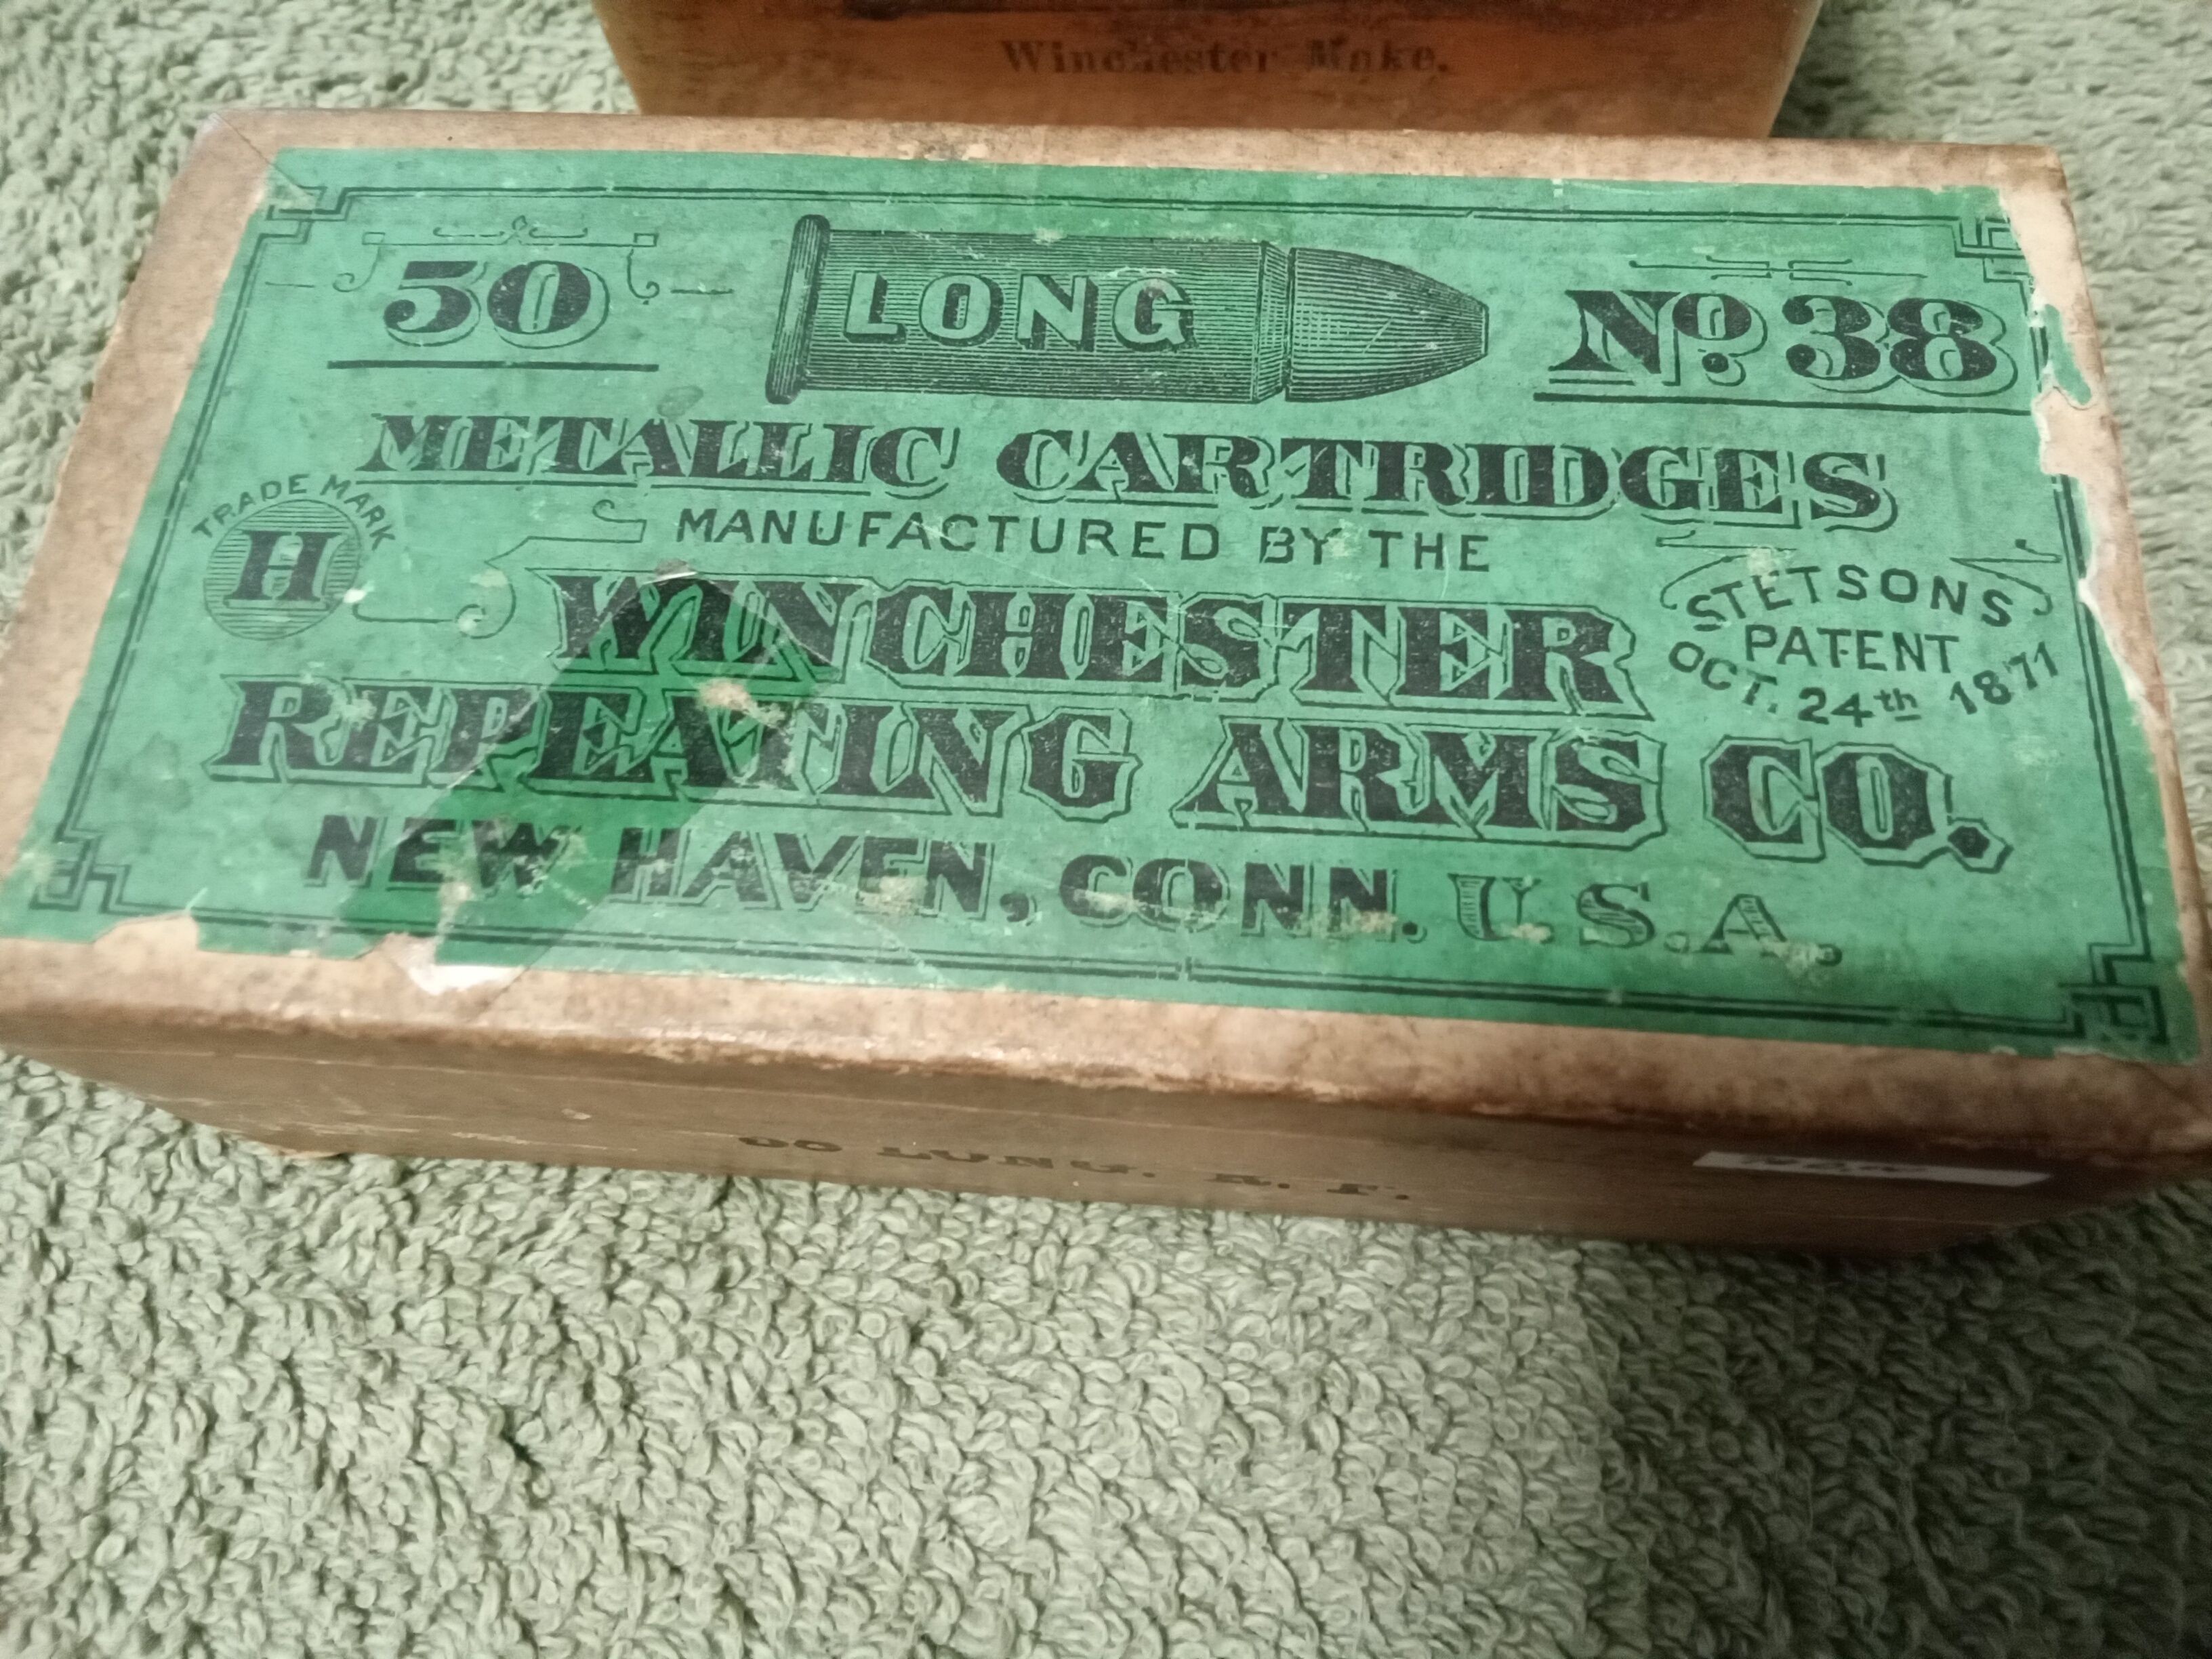 Winchester Make.
50
LONG
No. 38
METALLIC CARTRIDGES
TRADE MARK
H
MANUFACTURED BY THE
WINCHESTER
STETSONS
PATENT
OCT. 24th 1871
REPEATING ARMS CO.
NEW HAVEN, CONN. U.S.A.
LONG. R. F.